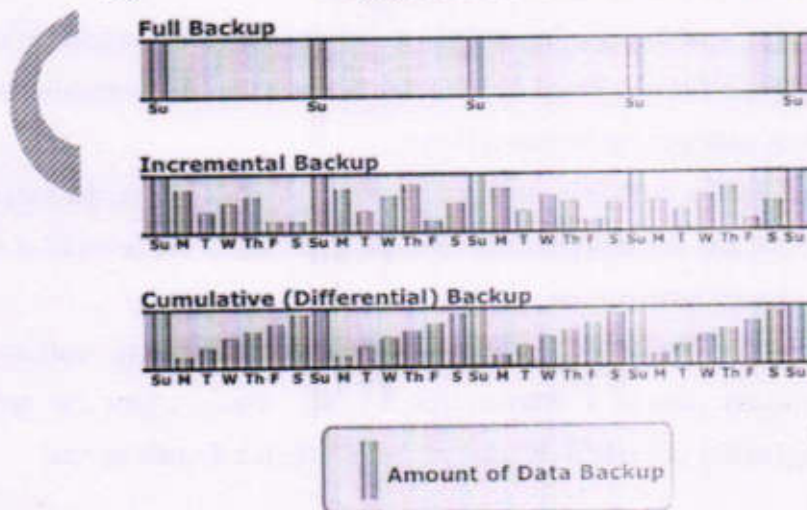 Full Backup
Su Su Su Su Su
Incremental Backup
Su M T W Th F S Su M T W Th F S Su M T W Th F S Su M T W Th F S Su
Cumulative (Differential) Backup
Su M T W Th F S Su M T W Th F S Su M T W Th F S Su M T W Th F S Su
Amount of Data Backup